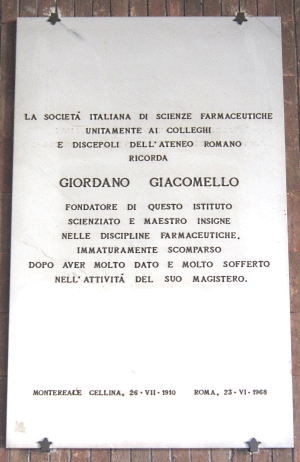 LA SOCIETÀ ITALIANA DI SCIENZE FARMACEUTICHE
UNITAMENTE AI COLLEGHI
E DISCEPOLI DELL'ATENEO ROMANO
RICORDA
GIORDANO GIACOMELLO
FONDATORE DI QUESTO ISTITUTO
SCIENZIATO E MAESTRO INSIGNE
NELLE DISCIPLINE FARMACEUTICHE,
IMMATURAMENTE SCOMPARSO
DOPO AVER MOLTO DATO E MOLTO SOFFERTO
NELL'ATTIVITÀ DEL SUO MAGISTERO.
MONTEREALE CELLINA, 26 · VII · 1910 ROMA, 23 · VI · 1968